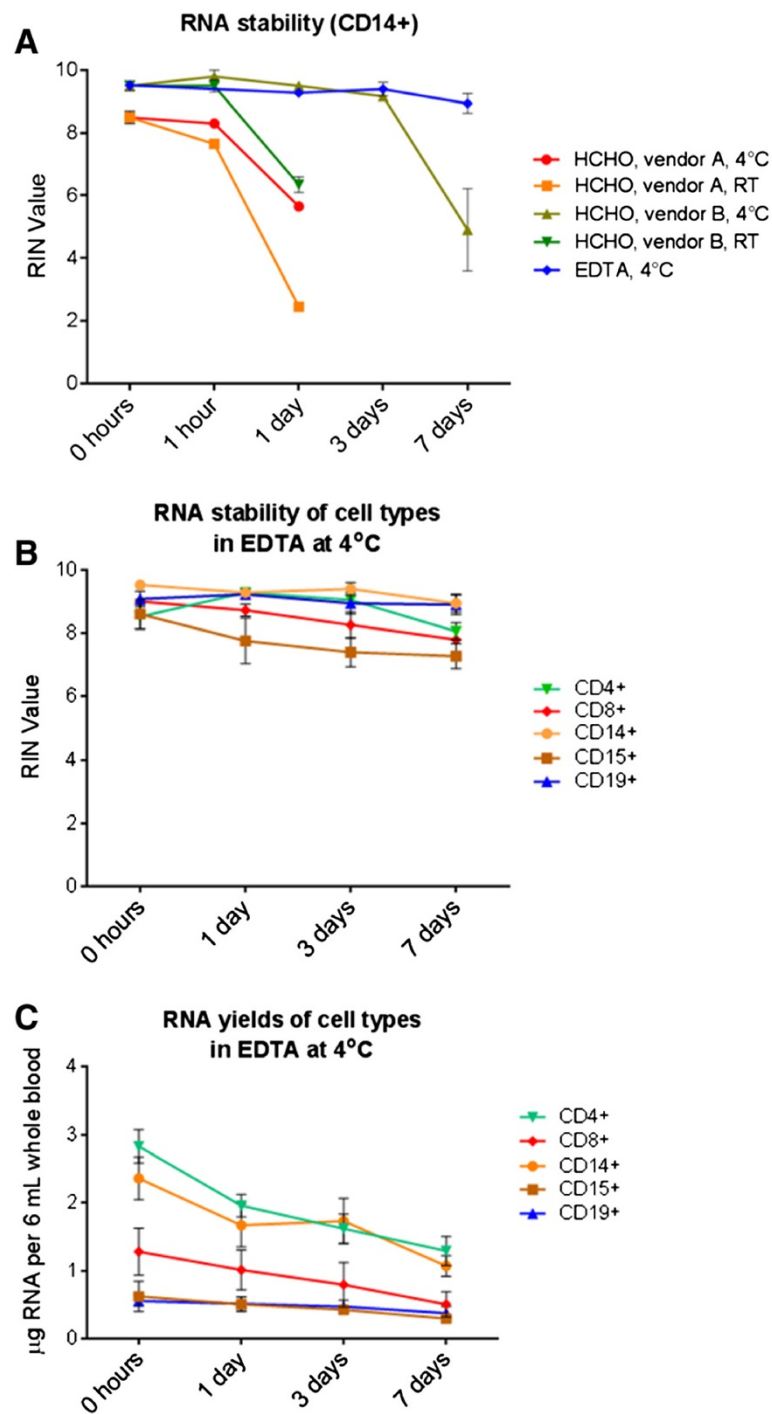 A
RNA stability (CD14+)
RIN Value
10
8
6
4
2
0
0 hours
1 hour
1 day
3 days
7 days
HCHO, vendor A, 4°C
HCHO, vendor A, RT
HCHO, vendor B, 4°C
HCHO, vendor B, RT
EDTA, 4°C
B
RNA stability of cell types
in EDTA at 4°C
RIN Value
10
8
6
4
2
0
0 hours
1 day
3 days
7 days
CD4+
CD8+
CD14+
CD15+
CD19+
C
RNA yields of cell types
in EDTA at 4°C
µg RNA per 6 mL whole blood
4
3
2
1
0
0 hours
1 day
3 days
7 days
CD4+
CD8+
CD14+
CD15+
CD19+